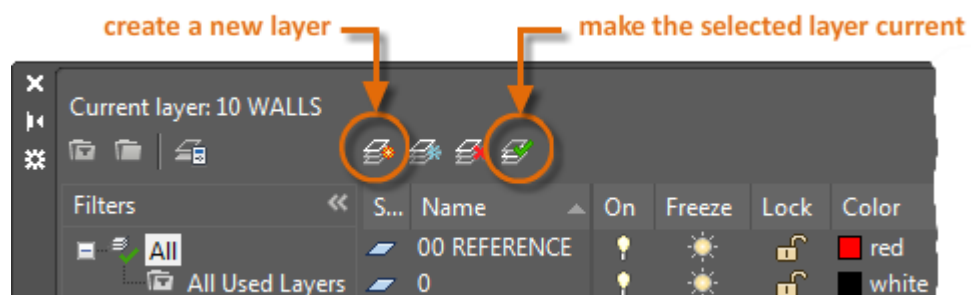 create a new layer make the selected layer current
Current layer: 10 WALLS
Filters S... Name On Freeze Lock Color
All 00 REFERENCE red
All Used Layers 0 white